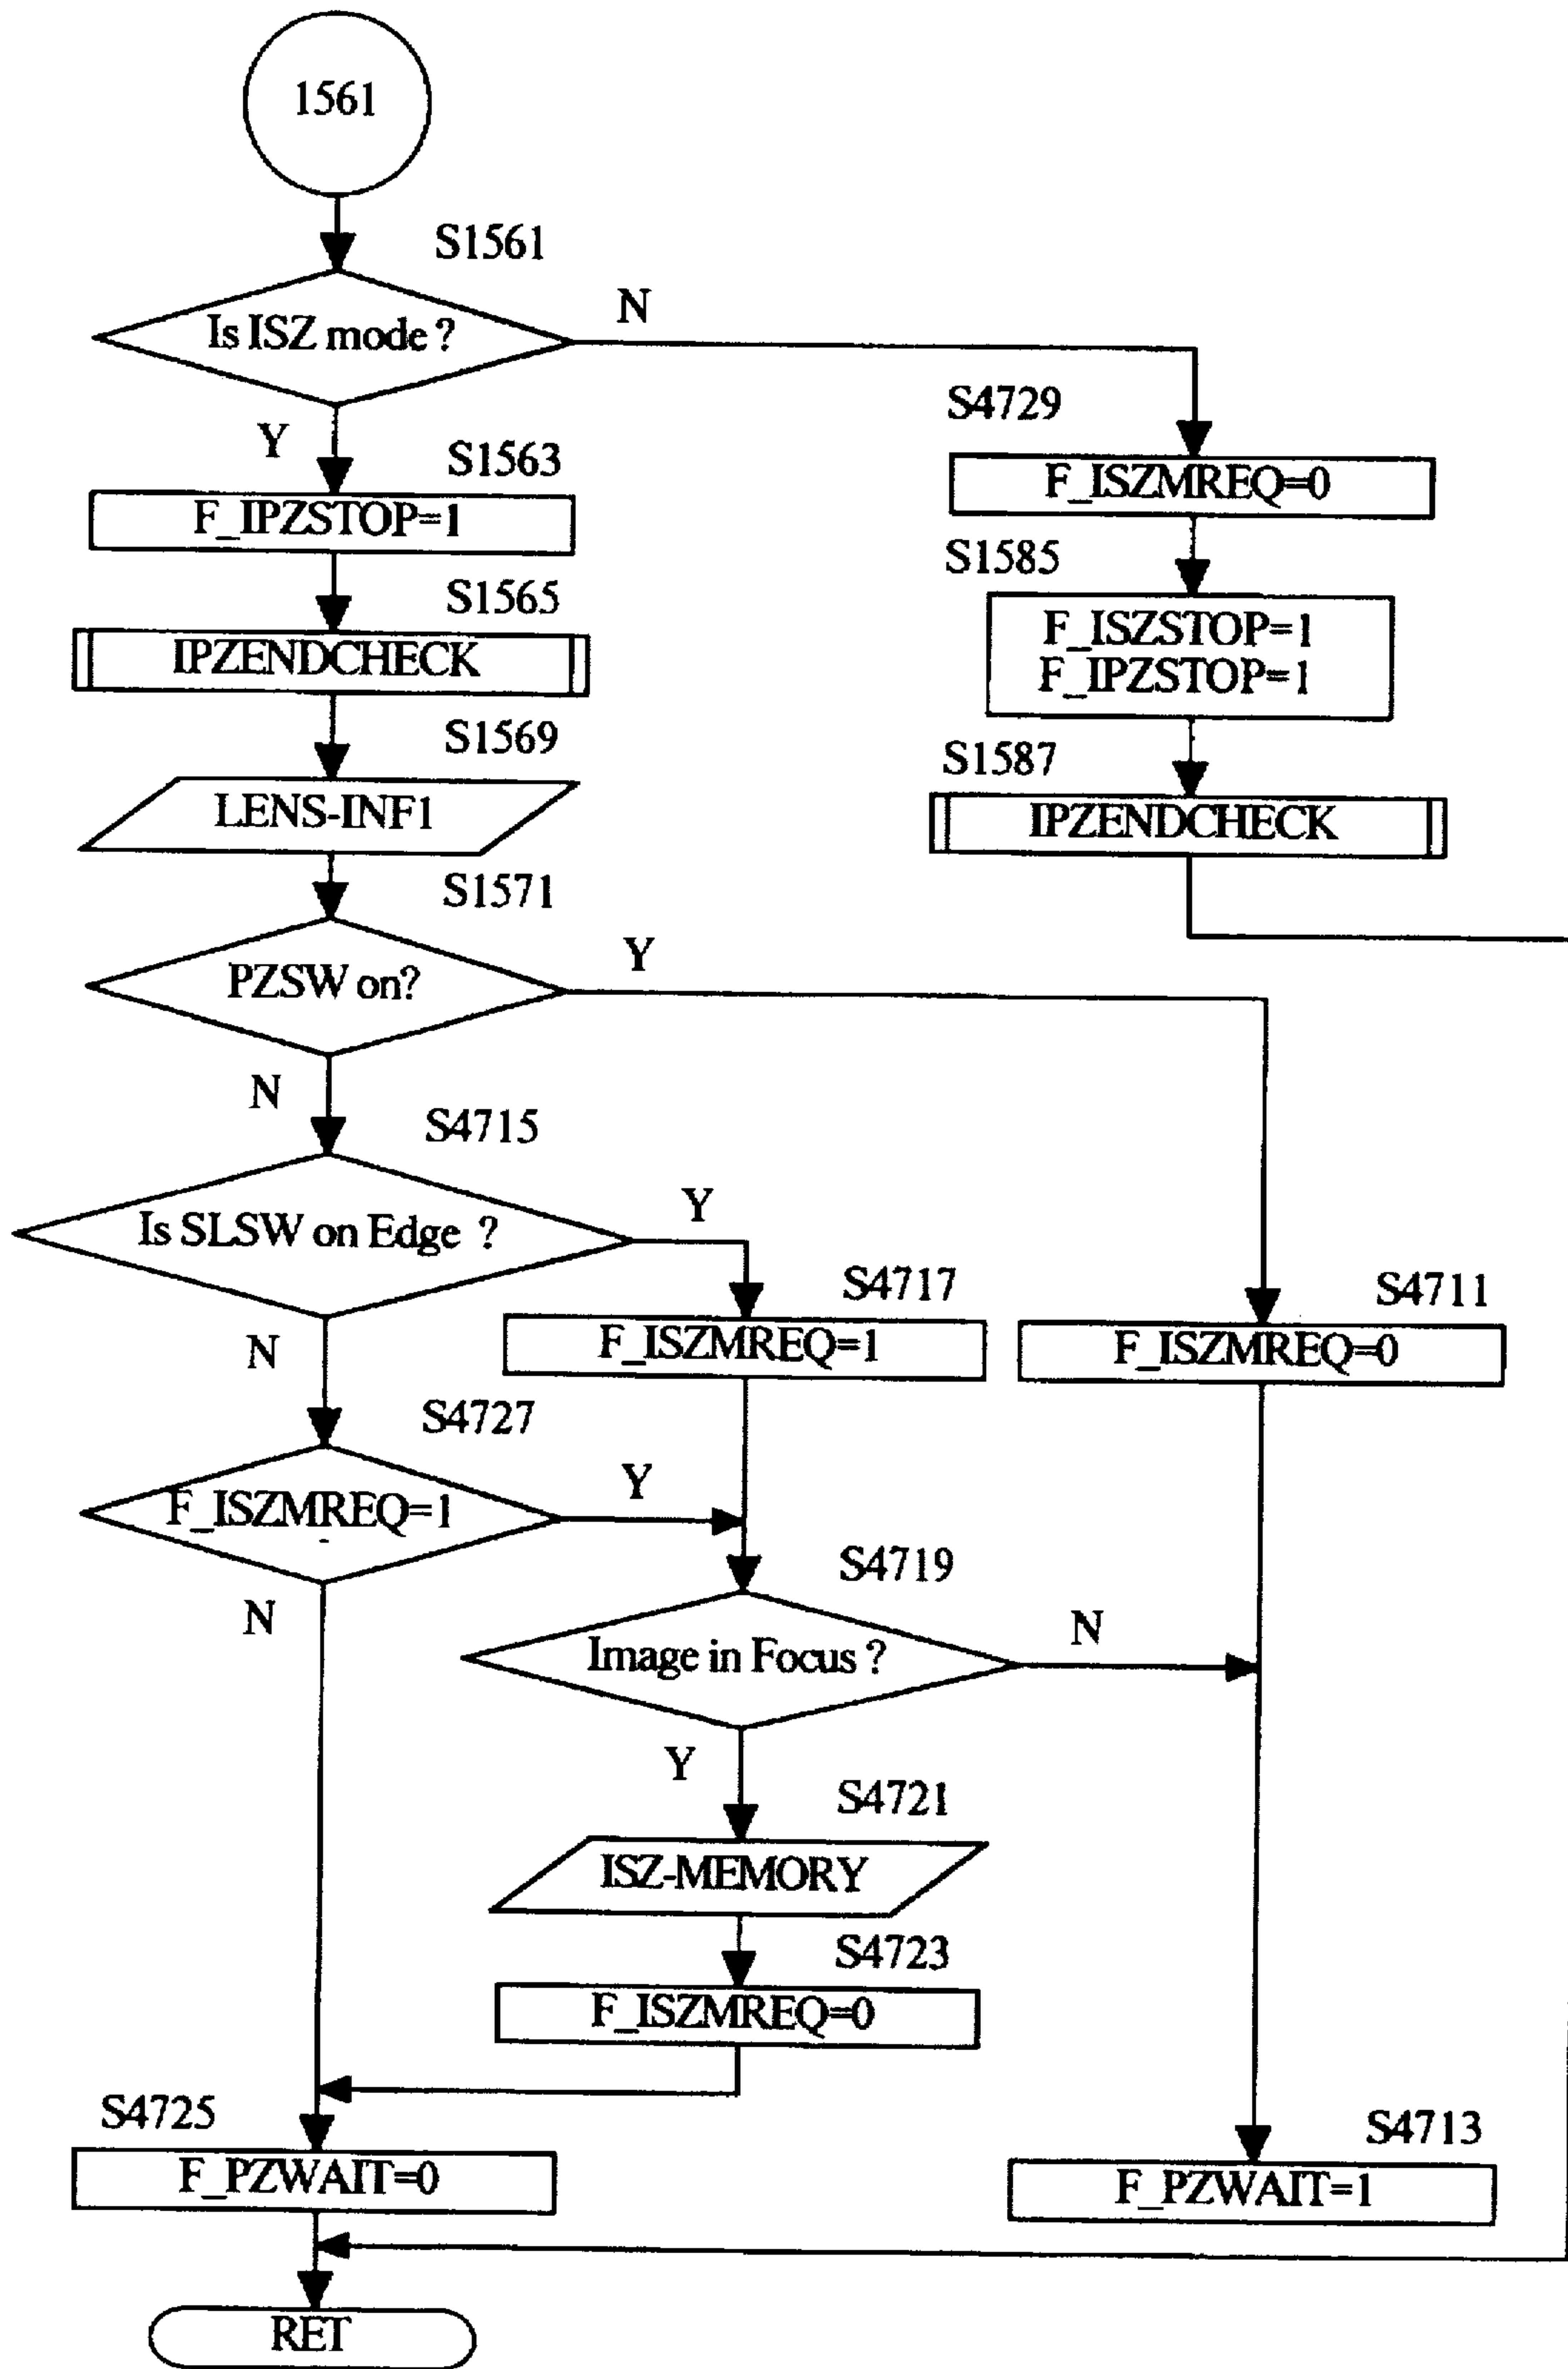 1561
S1561
Is ISZ mode ?
N
Y
S4729
F_ISZMREQ=0
S1563
F_IPZSTOP=1
S1585
F_ISZSTOP=1
F_IPZSTOP=1
S1565
IPZENDCHECK
S1587
IPZENDCHECK
S1569
LENS-INF1
S1571
PZSW on?
Y
N
S4715
Is SLSW on Edge ?
Y
N
S4717
F_ISZMREQ=1
S4711
F_ISZMREQ=0
S4727
F_ISZMREQ=1
Y
N
S4719
Image in Focus ?
N
Y
S4721
ISZ-MEMORY
S4723
F_ISZMREQ=0
S4725
F_PZWAIT=0
S4713
F_PZWAIT=1
RET